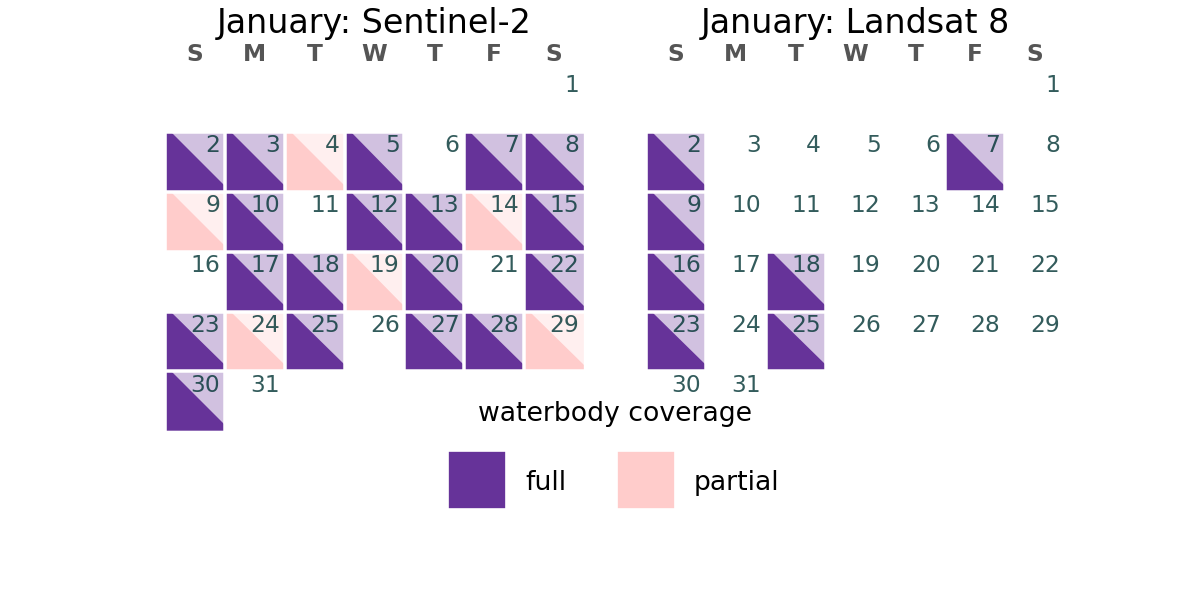 January: Sentinel-2
S M T W T F S
1
2 3 4 5 6 7 8
9 10 11 12 13 14 15
16 17 18 19 20 21 22
23 24 25 26 27 28 29
30 31
January: Landsat 8
S M T W T F S
1
2 3 4 5 6 7 8
9 10 11 12 13 14 15
16 17 18 19 20 21 22
23 24 25 26 27 28 29
30 31
waterbody coverage
full partial